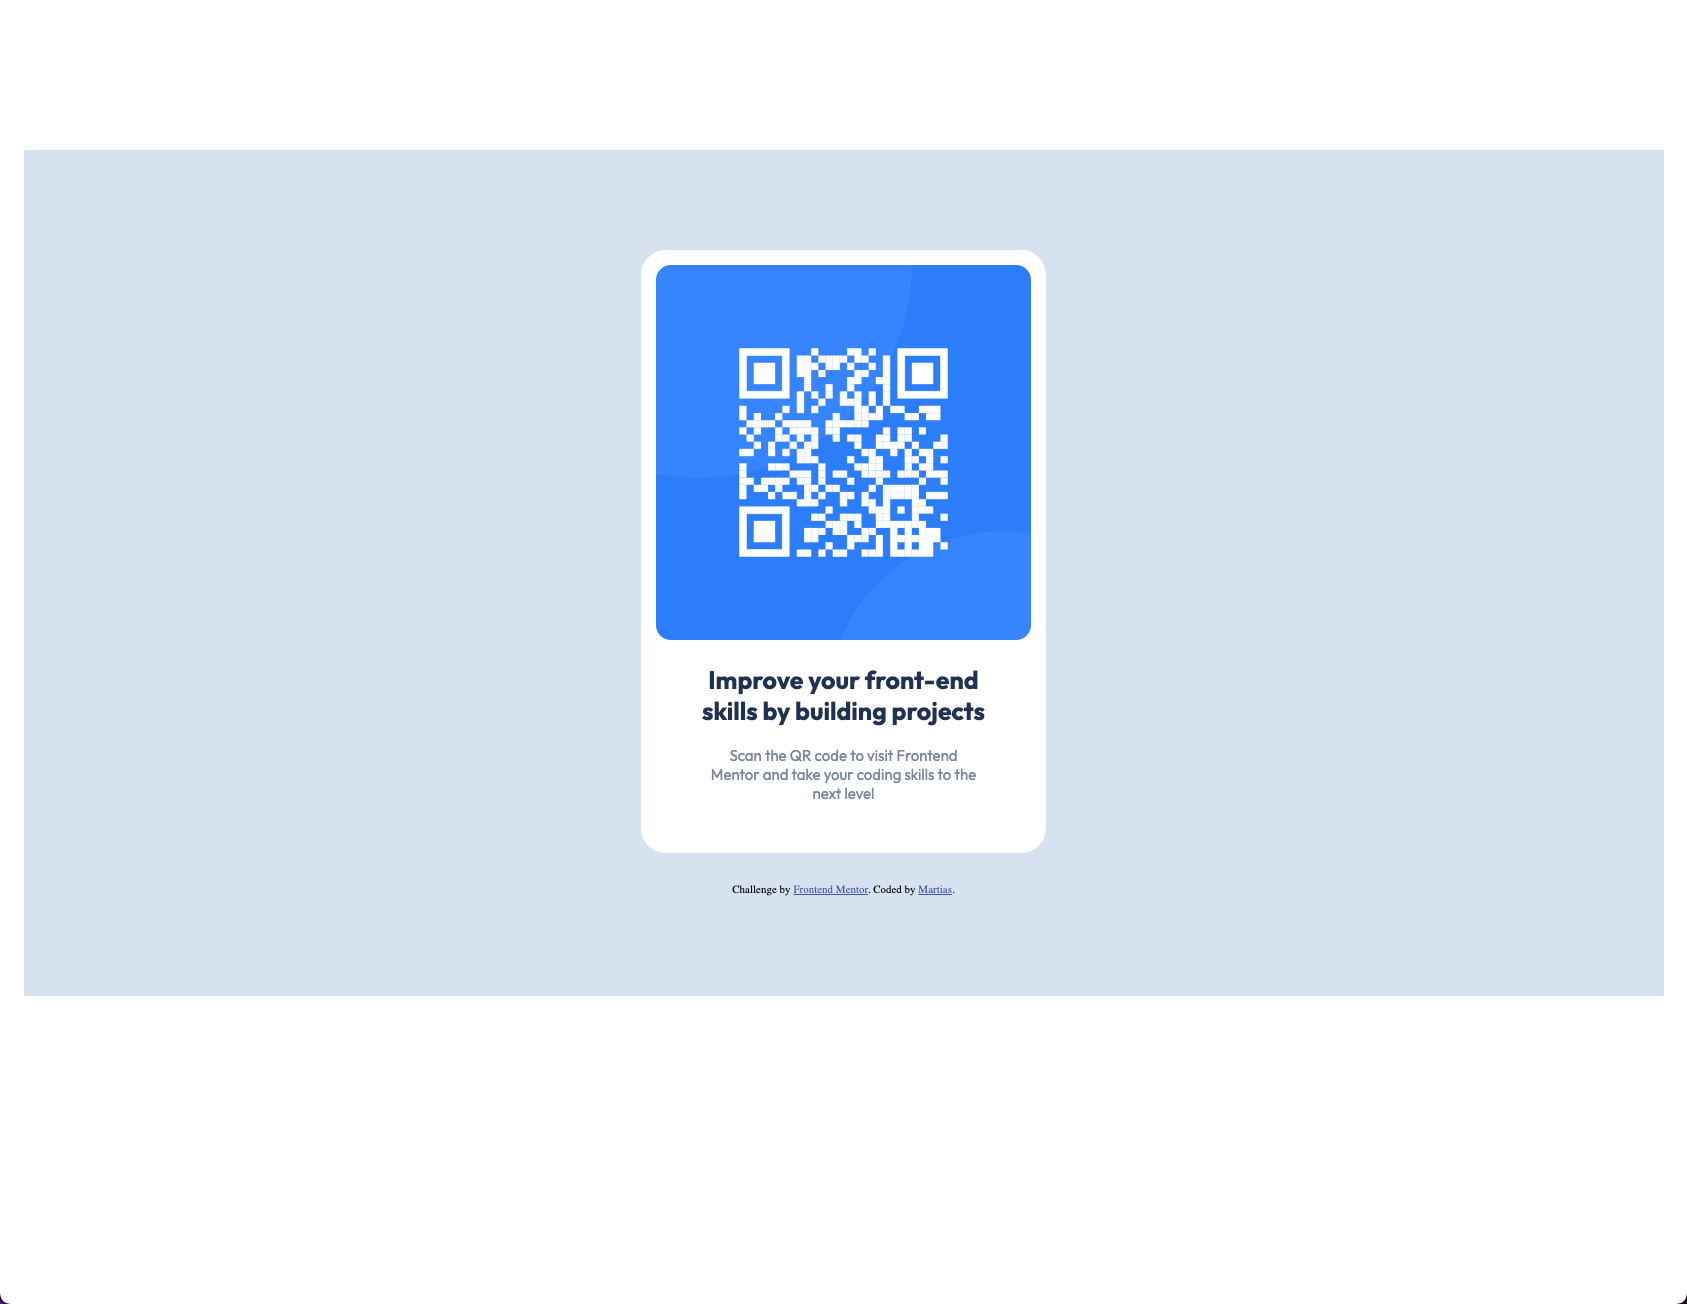 Improve your front-end
skills by building projects
Scan the QR code to visit Frontend
Mentor and take your coding skills to the
next level
Challenge by Frontend Mentor. Coded by Martias.